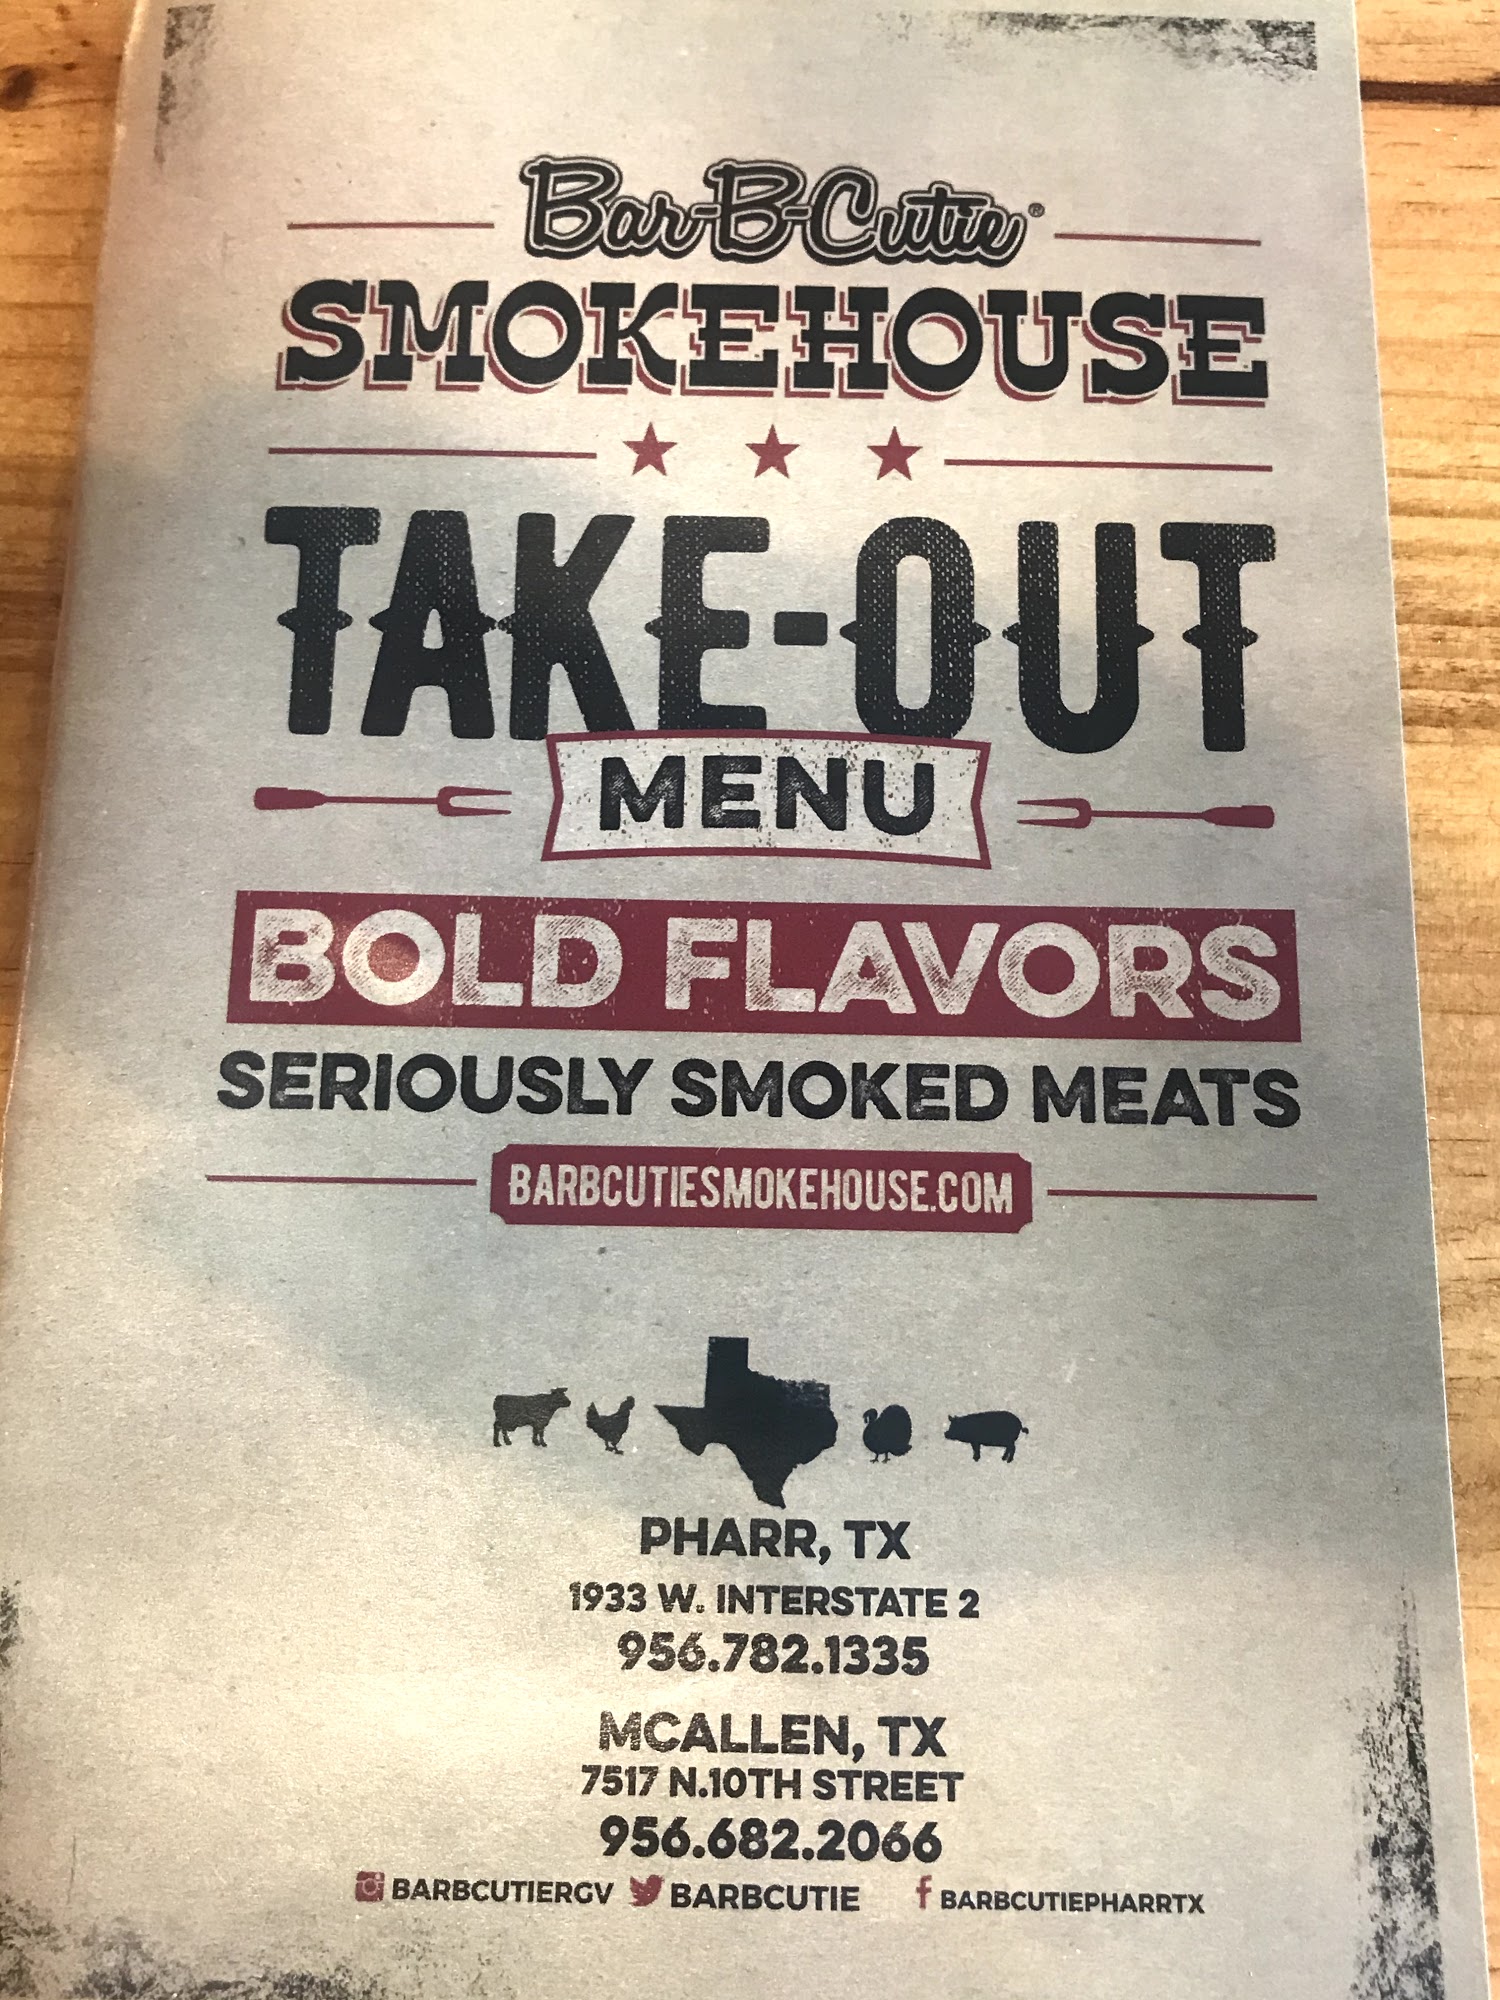 Bar-B-Cutie®
SMOKEHOUSE
TAKE-OUT
MENU
BOLD FLAVORS
SERIOUSLY SMOKED MEATS
BARBCUTIESMOKEHOUSE.COM
PHARR, TX
1933 W. INTERSTATE 2
956.782.1335
MCALLEN, TX
7517 N.10TH STREET
956.682.2066
BARBCUTIERGV BARBCUTIE f BARBCUTIEPHARRTX